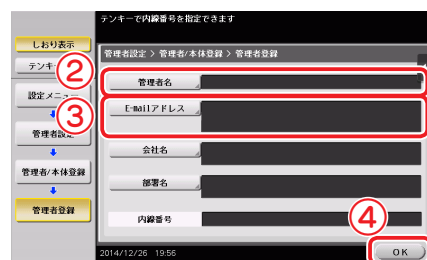 テンキーで内線番号を指定できます
しおり表示
管理者設定 > 管理者/本体登録 > 管理者登録
テンキ
②
管理者名
設定メニュー
③
E-mailアドレス
管理者設定
会社名
管理者/本体登録
部署名
管理者登録
内線番号
④
2014/12/26 19:56
OK